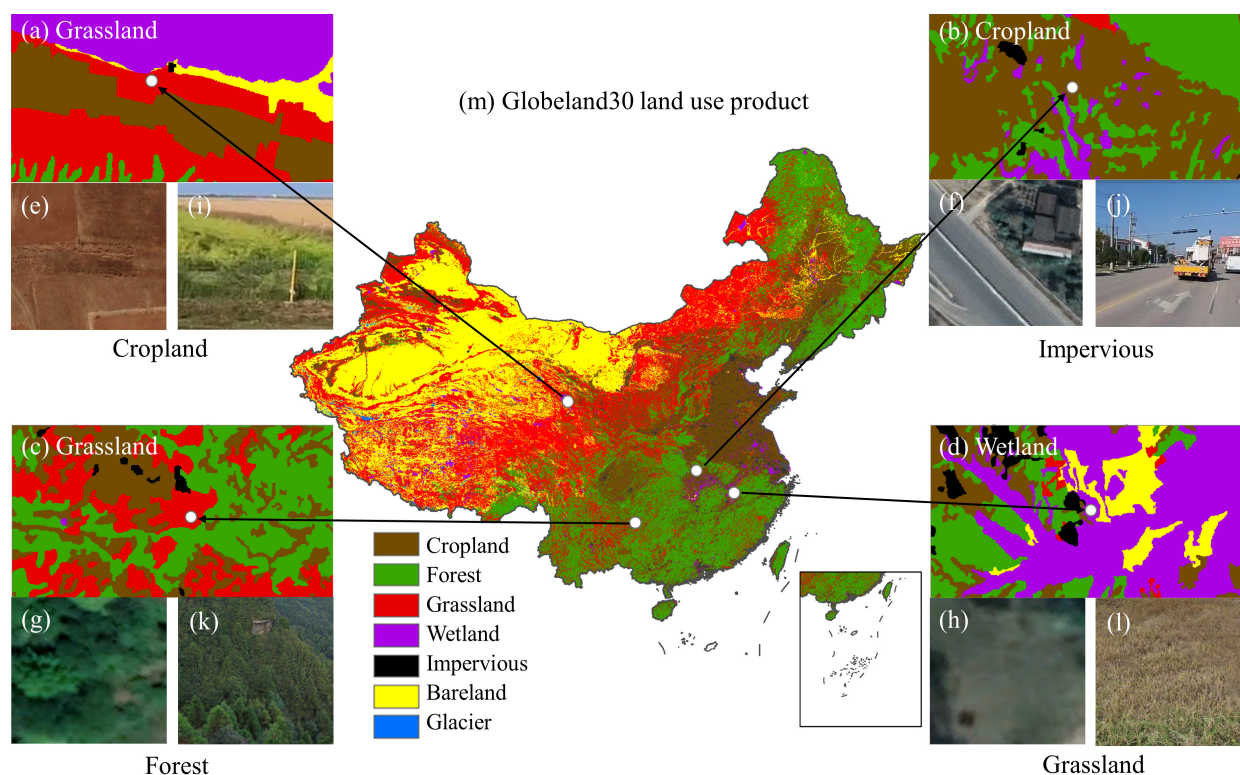 (a) Grassland
(b) Cropland
(m) Globeland30 land use product
(e)
(i)
(f)
(j)
Cropland
Impervious
(c) Grassland
(d) Wetland
Cropland
Forest
Grassland
Wetland
Impervious
Bareland
Glacier
(g)
(k)
(h)
(l)
Forest
Grassland